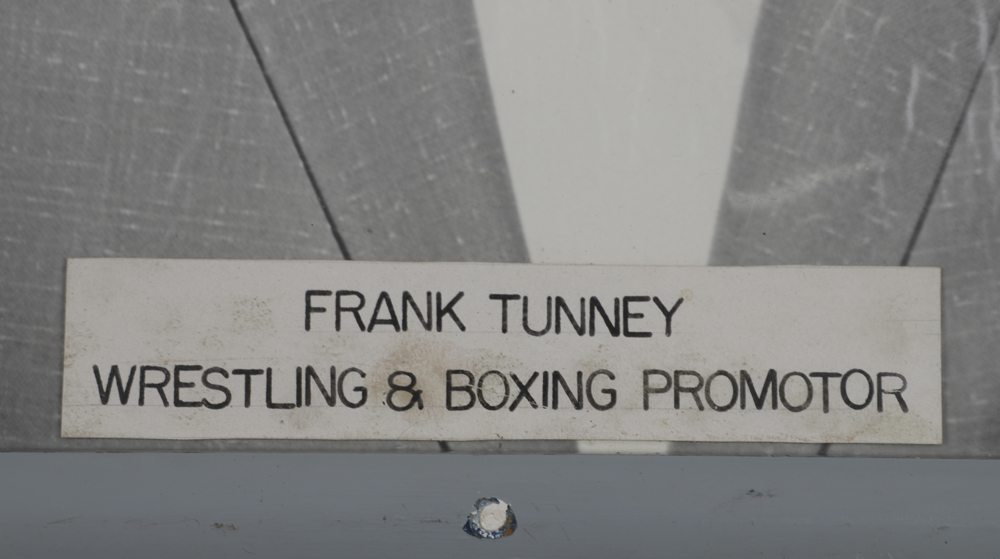 FRANK TUNNEY
WRESTLING & BOXING PROMOTOR